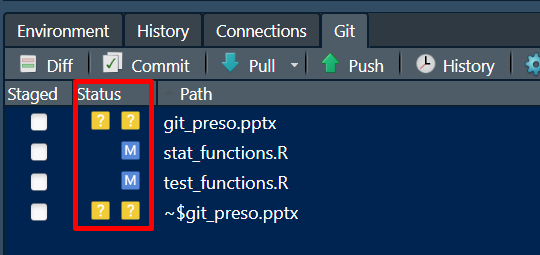 Environment History Connections Git
Diff Commit Pull Push History
Staged Status Path
? ? git_preso.pptx
M stat_functions.R
M test_functions.R
? ? ~$git_preso.pptx